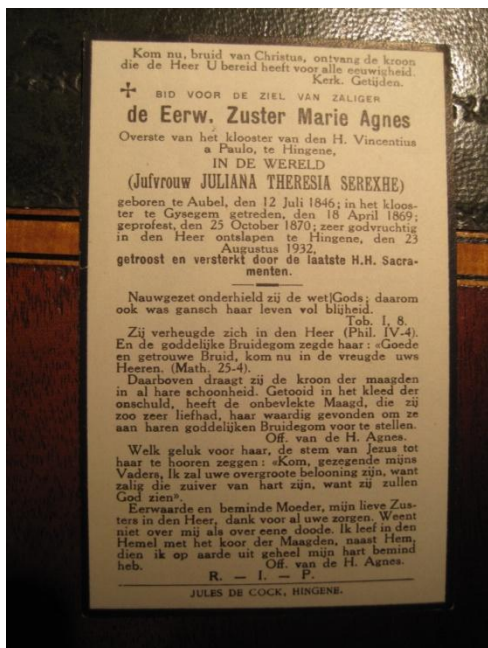 Kom nu, bruid van Christus, ontvang de kroon
die de Heer U bereid heeft voor alle eeuwigheid.
Kerk. Getijden.
BID VOOR DE ZIEL VAN ZALIGER
de Eerw. Zuster Marie Agnes
Overste van het klooster van den H. Vincentius
a Paulo, te Hingene,
IN DE WERELD
(Jufvrouw JULIANA THERESIA SEREXHE)
geboren te Aubel, den 12 Juli 1846; in het kloos-
ter te Gysegem getreden, den 18 April 1869;
geprofest, den 25 October 1870; zeer godvruchtig
in den Heer ontslapen te Hingene, den 23
Augustus 1932,
getroost en versterkt door de laatste H.H. Sacra-
menten.
Nauwgezet onderhield zij de wet Gods; daarom
ook was gansch haar leven vol blijheid.
Tob. I, 8.
Zij verheugde zich in den Heer (Phil. IV-4).
En de goddelijke Bruidegom zegde haar: «Goede
en getrouwe Bruid, kom nu in de vreugde uws
Heeren. (Math. 25-4).
Daarboven draagt zij de kroon der maagden
in al hare schoonheid. Getooid in het kleed der
onschuld, heeft de onbevlekte Maagd, die zij
zoo zeer liefhad, haar waardig gevonden om ze
aan haren goddelijken Bruidegom voor te stellen.
Off. van de H. Agnes.
Welk geluk voor haar, de stem van Jezus tot
haar te hooren zeggen: «Kom, gezegende mijns
Vaders, Ik zal uwe overgroote belooning zijn, want
zalig die zuiver van hart zijn, want zij zullen
God zien».
Eerwaarde en beminde Moeder, mijn lieve Zus-
ters in den Heer, dank voor al uwe zorgen. Weent
niet over mij als over eene doode. Ik leef in den
Hemel met het koor der Maagden, naast Hem,
dien ik op aarde uit geheel mijn hart bemind
heb. Off. van de H. Agnes.
R. — I. — P.
JULES DE COCK, HINGENE.